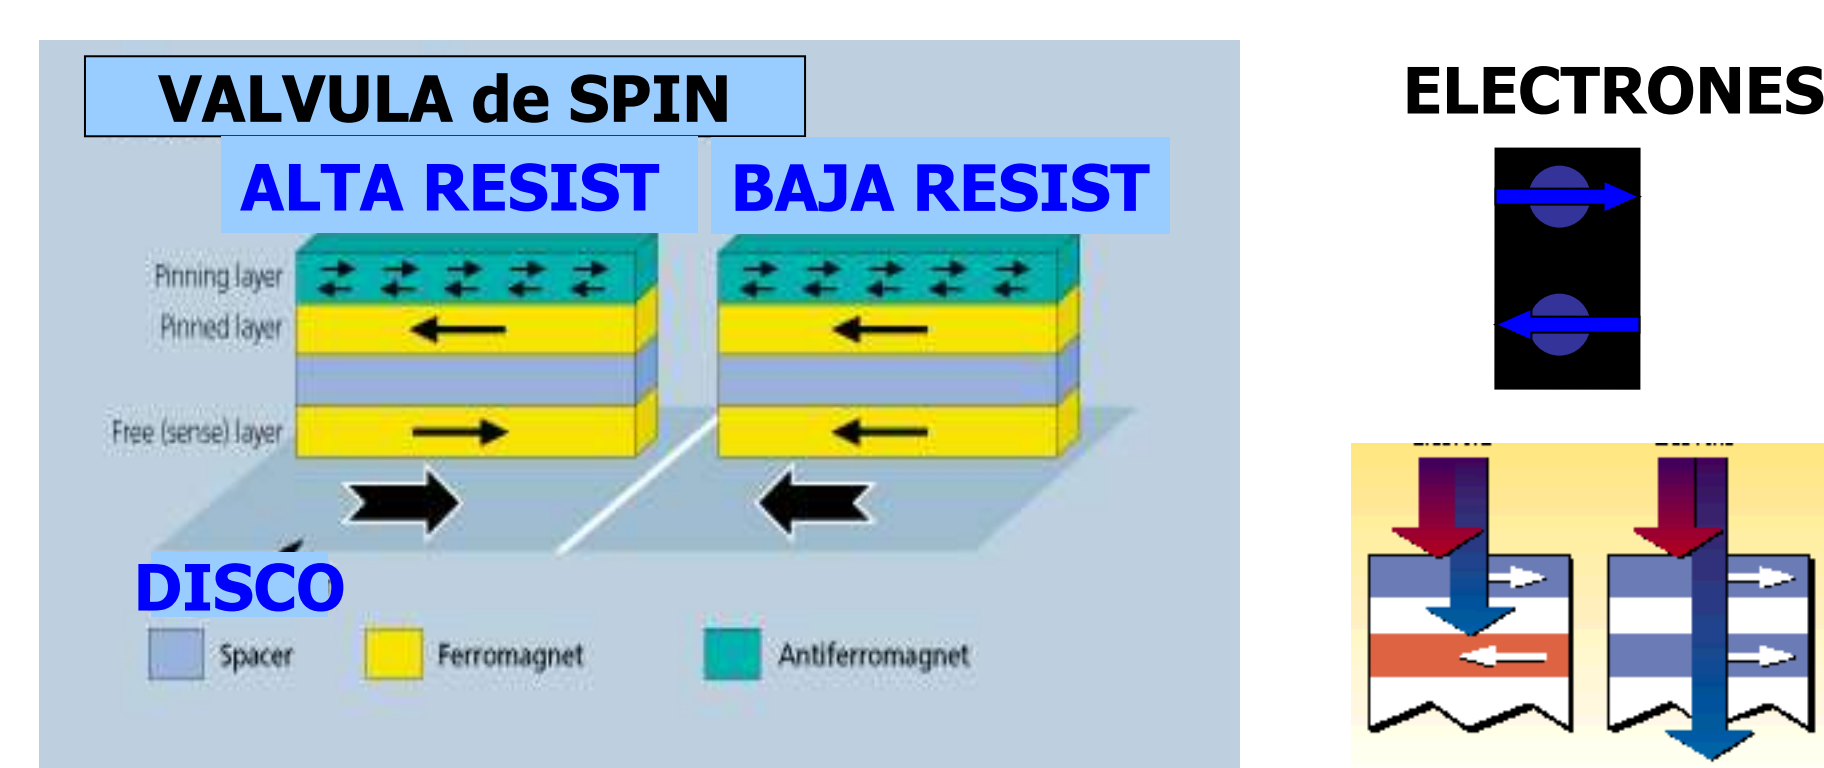 VALVULA de SPIN
ELECTRONES
ALTA RESIST
BAJA RESIST
Pinning layer
Pinned layer
Free (sense) layer
DISCO
Spacer
Ferromagnet
Antiferromagnet